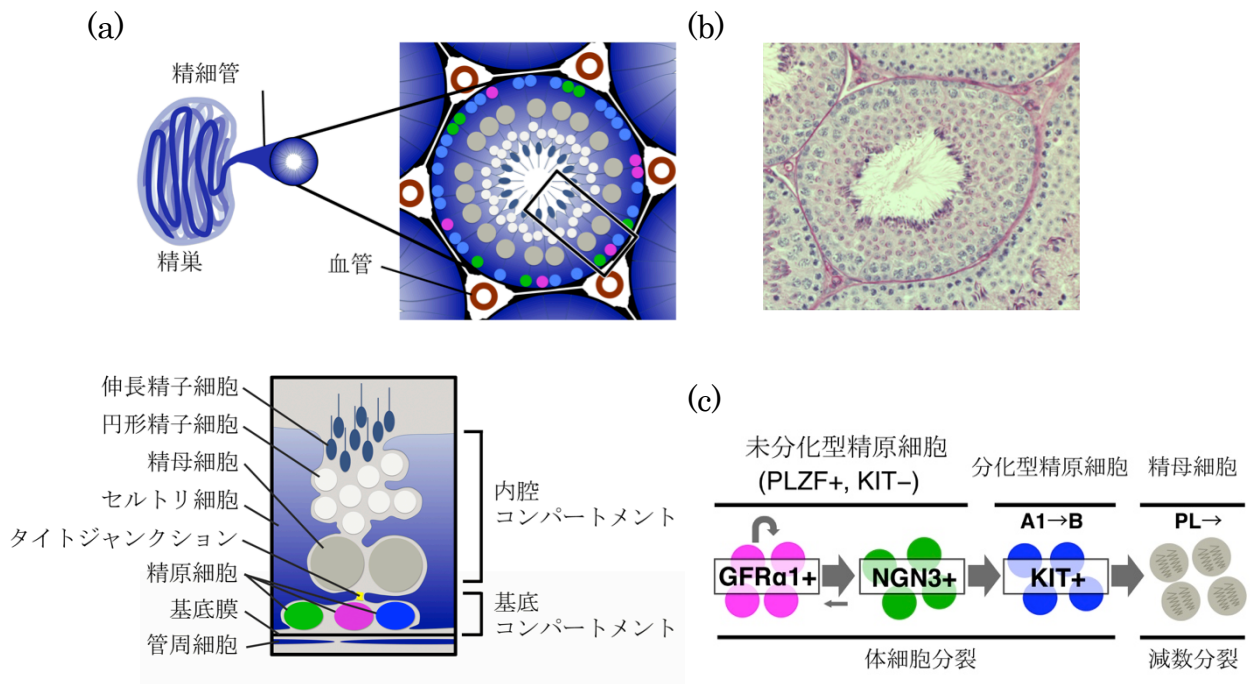 (a)
精細管
精巣
血管
(b)
伸長精子細胞
円形精子細胞
精母細胞
セルトリ細胞
タイトジャンクション
精原細胞
基底膜
管周細胞
内腔
コンパートメント
基底
コンパートメント
(c)
未分化型精原細胞
(PLZF+, KIT−)
分化型精原細胞
精母細胞
A1→B
PL→
GFRα1+
NGN3+
KIT+
体細胞分裂
減数分裂